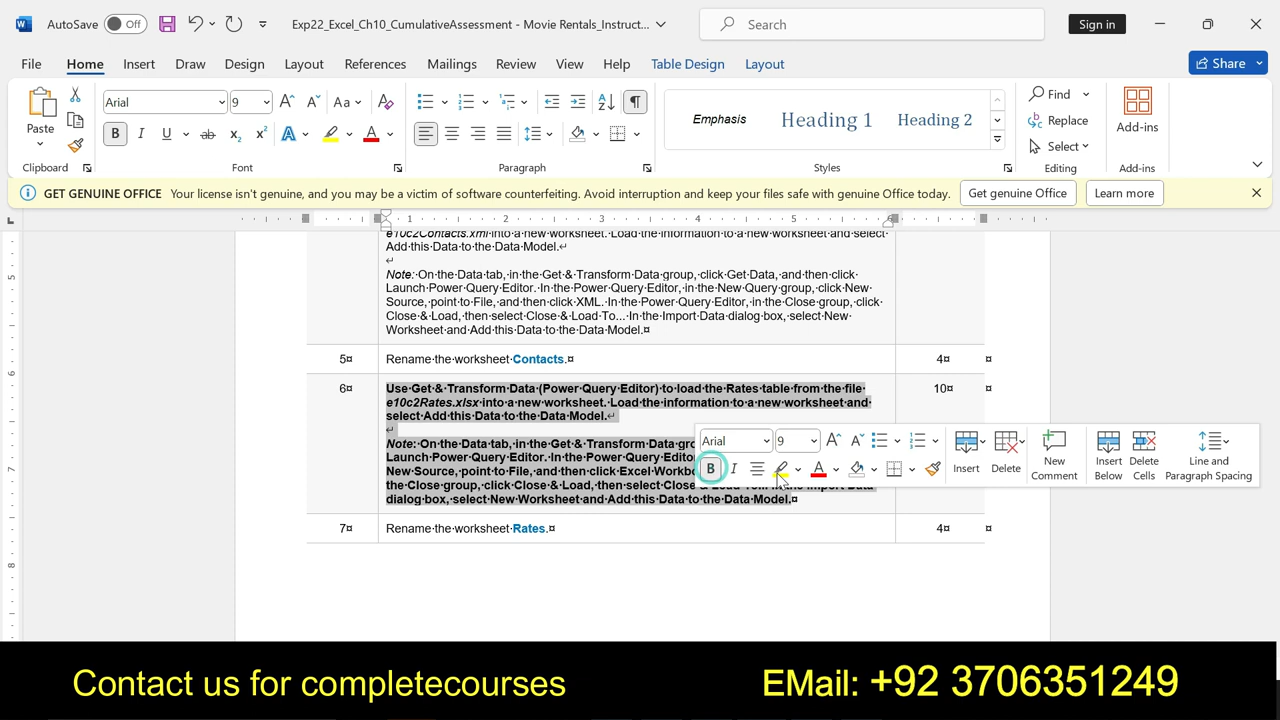 AutoSave Off Exp22_Excel_Ch10_CumulativeAssessment - Movie Rentals_Instruct... Search Sign in
File Home Insert Draw Design Layout References Mailings Review View Help Table Design Layout Share
Paste Arial 9 Aa Emphasis Heading 1 Heading 2 Find Replace Select Add-ins
Clipboard Font Paragraph Styles Editing Add-ins
GET GENUINE OFFICE Your license isn't genuine, and you may be a victim of software counterfeiting. Avoid interruption and keep your files safe with genuine Office today. Get genuine Office Learn more
e10c2Contacts.xml·into·a·new·worksheet.·Load·the·information·to·a·new·worksheet·and·select·
Add·this·Data·to·the·Data·Model.↵
↵
Note:·On·the·Data·tab,·in·the·Get·&·Transform·Data·group,·click·Get·Data,·and·then·click·
Launch·Power·Query·Editor.·In·the·Power·Query·Editor,·in·the·New·Query·group,·click·New·
Source,·point·to·File,·and·then·click·XML.·In·the·Power·Query·Editor,·in·the·Close·group,·click·
Close·&·Load,·then·select·Close·&·Load·To...·In·the·Import·Data·dialog·box,·select·New·
Worksheet·and·Add·this·Data·to·the·Data·Model.¤
5¤ Rename·the·worksheet·Contacts.¤ 4¤ ¤
6¤ Use·Get·&·Transform·Data·(Power·Query·Editor)·to·load·the·Rates·table·from·the·file· 10¤ ¤
e10c2Rates.xlsx·into·a·new·worksheet.·Load·the·information·to·a·new·worksheet·and·
select·Add·this·Data·to·the·Data·Model.↵
↵
Note:·On·the·Data·tab,·in·the·Get·&·Transform·Data·gro
Launch·Power·Query·Editor.·In·the·Power·Query·Editor,
New·Source,·point·to·File,·and·then·click·Excel·Workbo
the·Close·group,·click·Close·&·Load,·then·select·Close
dialog·box,·select·New·Worksheet·and·Add·this·Data·to·the·Data·Model.¤
Arial 9
Insert Delete New Comment Insert Below Delete Cells Line and Paragraph Spacing
7¤ Rename·the·worksheet·Rates.¤ 4¤ ¤
Contact us for completecourses EMail: +92 3706351249